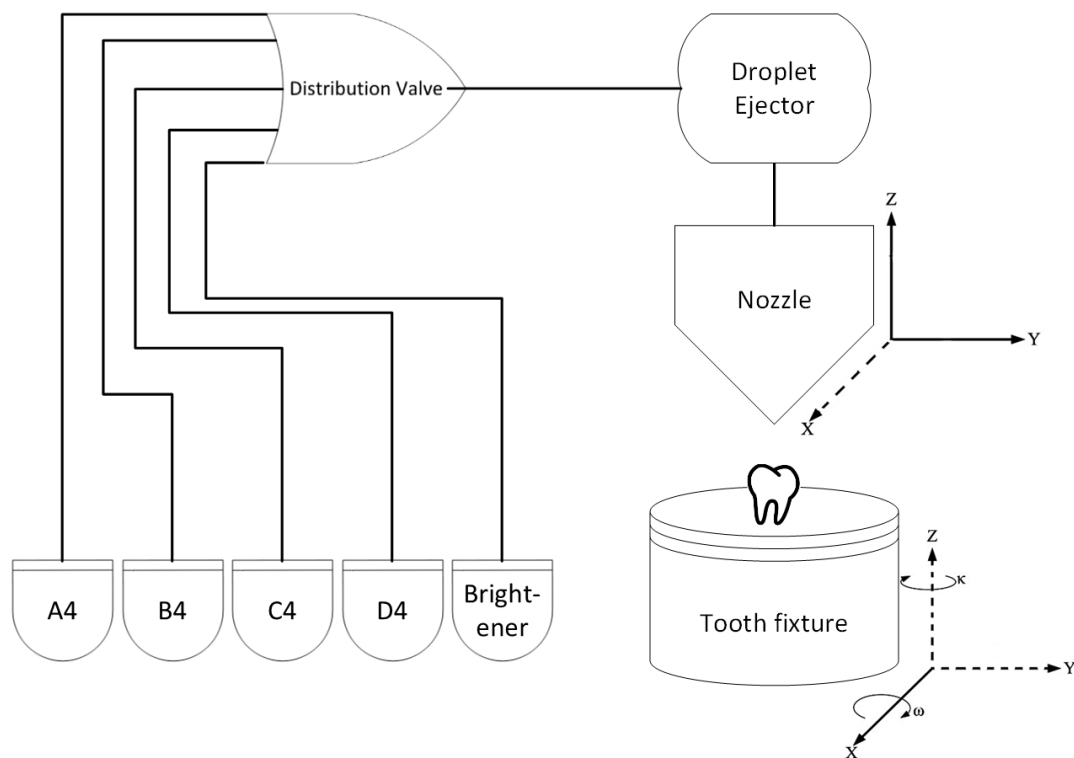 Distribution Valve
Droplet
Ejector
Z
Nozzle
Y
X
A4
B4
C4
D4
Bright-
ener
Tooth fixture
Z
κ
Y
ω
X